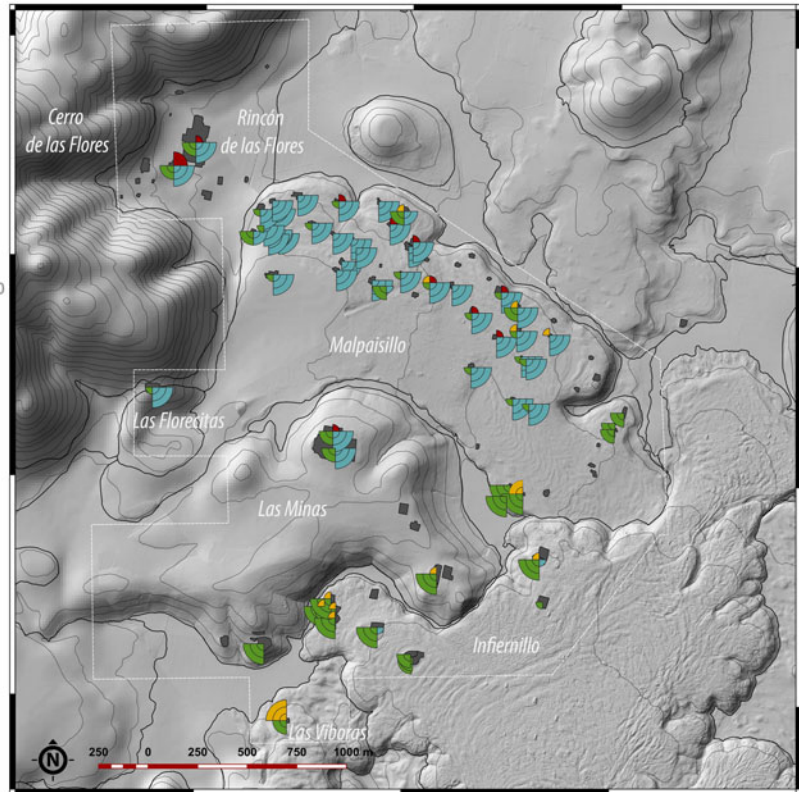 Cerro
de las Flores
Rincón
de las Flores
Malpaisillo
Las Florecitas
Las Minas
Infiernillo
Las Víboras
N
250 0 250 500 750 1000 m